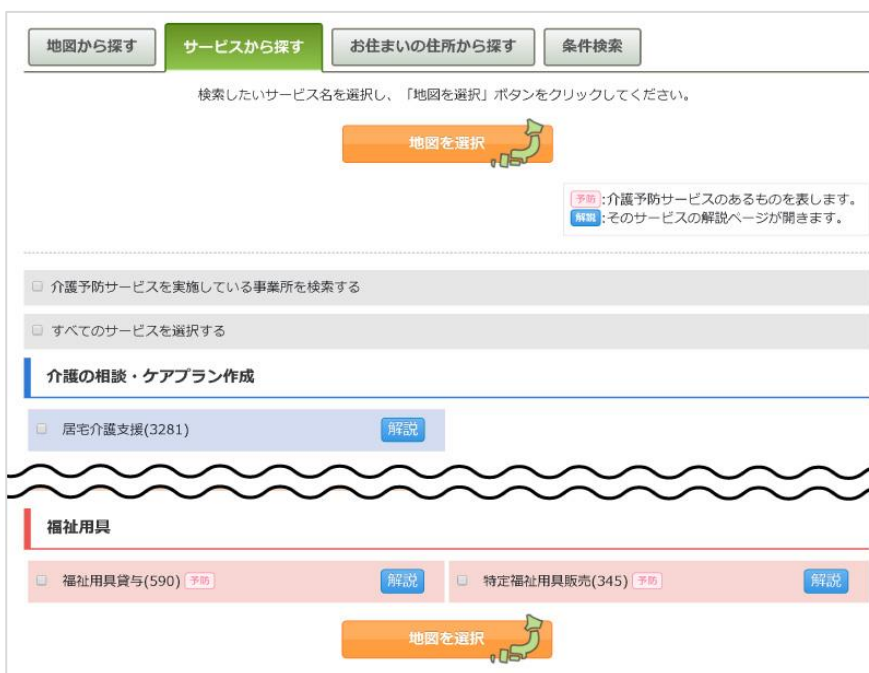 地図から探す サービスから探す お住まいの住所から探す 条件検索
検索したいサービス名を選択し、「地図を選択」ボタンをクリックしてください。
地図を選択
予防:介護予防サービスのあるものを表します。
解説:そのサービスの解説ページが開きます。
介護予防サービスを実施している事業所を検索する
すべてのサービスを選択する
介護の相談・ケアプラン作成
居宅介護支援(3281) 解説
福祉用具
福祉用具貸与(590) 予防 解説 特定福祉用具販売(345) 予防 解説
地図を選択